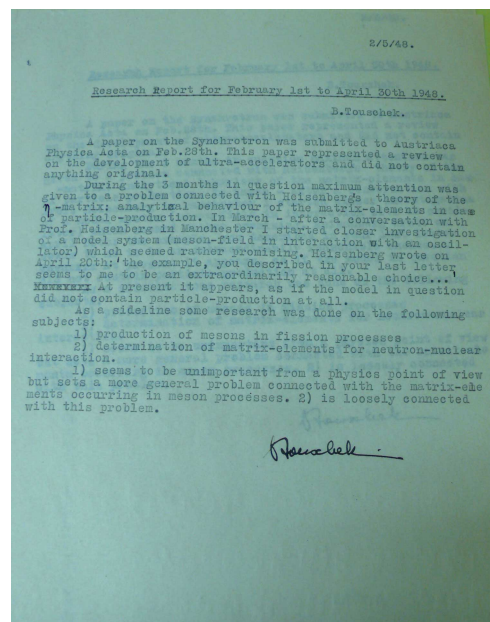 2/5/48.
Research Report for February 1st to April 30th 1948.
B.Touschek.
A paper on the Synchrotron was submitted to Austriaca
Physica Acta on Feb.28th. This paper represented a review
on the development of ultra-accelerators and did not contain
anything original.
During the 3 months in question maximum attention was
given to a problem connected with Heisenberg's theory of the
η-matrix; analytical behaviour of the matrix-elements in case
of particle-production. In March - after a conversation with
Prof. Heisenberg in Manchester I started closer investigation
of a model system (meson-field in interaction with an oscil-
lator) which seemed rather promising. Heisenberg wrote on
April 20th: 'the example, you described in your last letter
seems to me to be an extraordinarily reasonable choice...'
At present it appears, as if the model in question
did not contain particle-production at all.
As a sideline some research was done on the following
subjects:
1) production of mesons in fission processes
2) determination of matrix-elements for neutron-nuclear
interaction.
1) seems to be unimportant from a physics point of view
but sets a more general problem connected with the matrix-ele
ments occurring in meson processes. 2) is loosely connected
with this problem.
Touschek.